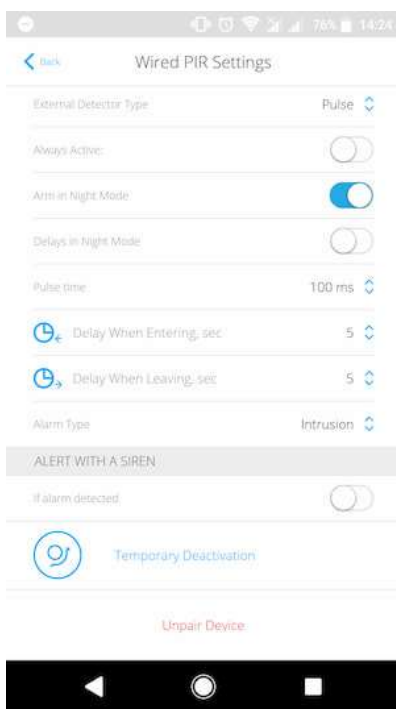 76% 14:24
Back Wired PIR Settings
External Detector Type Pulse
Always Active:
Arm in Night Mode
Delays in Night Mode
Pulse time 100 ms
Delay When Entering, sec 5
Delay When Leaving, sec 5
Alarm Type Intrusion
ALERT WITH A SIREN
If alarm detected
Temporary Deactivation
Unpair Device